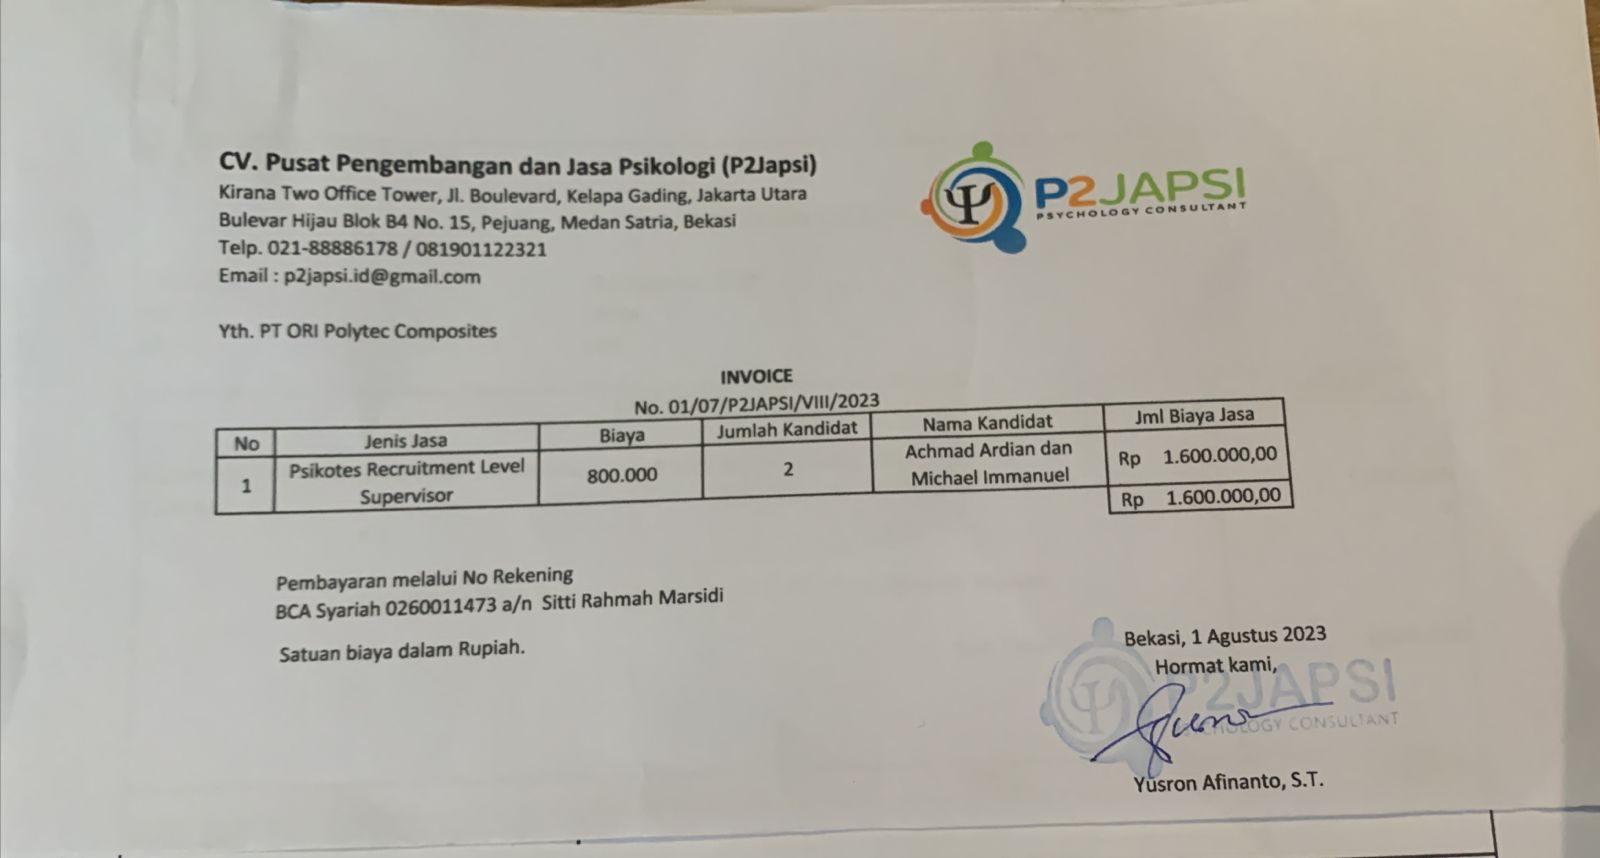 CV. Pusat Pengembangan dan Jasa Psikologi (P2Japsi)
Kirana Two Office Tower, Jl. Boulevard, Kelapa Gading, Jakarta Utara
Bulevar Hijau Blok B4 No. 15, Pejuang, Medan Satria, Bekasi
Telp. 021-88886178 / 081901122321
Email : p2japsi.id@gmail.com
P2JAPSI
PSYCHOLOGY CONSULTANT
Yth. PT ORI Polytec Composites
INVOICE
No. 01/07/P2JAPSI/VIII/2023
No Jenis Jasa Biaya Jumlah Kandidat Nama Kandidat Jml Biaya Jasa
1 Psikotes Recruitment Level Supervisor 800.000 2 Achmad Ardian dan Michael Immanuel Rp 1.600.000,00
Rp 1.600.000,00
Pembayaran melalui No Rekening
BCA Syariah 0260011473 a/n Sitti Rahmah Marsidi
Satuan biaya dalam Rupiah.
Bekasi, 1 Agustus 2023
Hormat kami,
P2JAPSI
CONSULTANT
Yusron Afinanto, S.T.